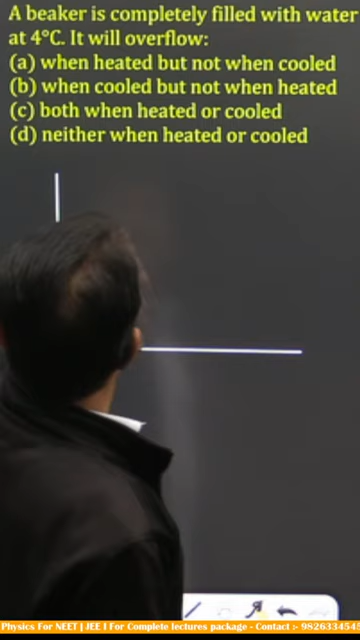 A beaker is completely filled with water
at 4°C. It will overflow:
(a) when heated but not when cooled
(b) when cooled but not when heated
(c) both when heated or cooled
(d) neither when heated or cooled
Physics For NEET | JEE I For Complete lectures package - Contact :- 9826334545